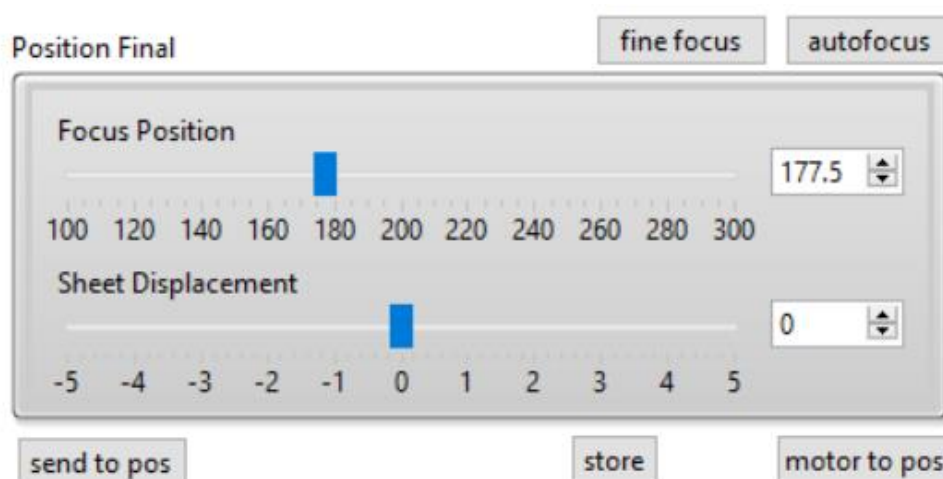 Position Final fine focus autofocus
Focus Position
177.5
100 120 140 160 180 200 220 240 260 280 300
Sheet Displacement
0
-5 -4 -3 -2 -1 0 1 2 3 4 5
send to pos store motor to pos